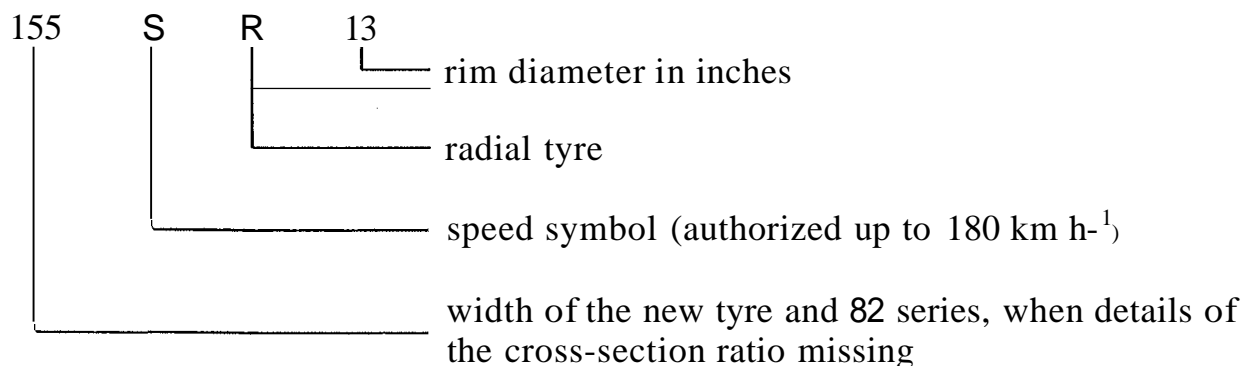 155 S R 13
rim diameter in inches
radial tyre
speed symbol (authorized up to 180 km h-¹)
width of the new tyre and 82 series, when details of
the cross-section ratio missing